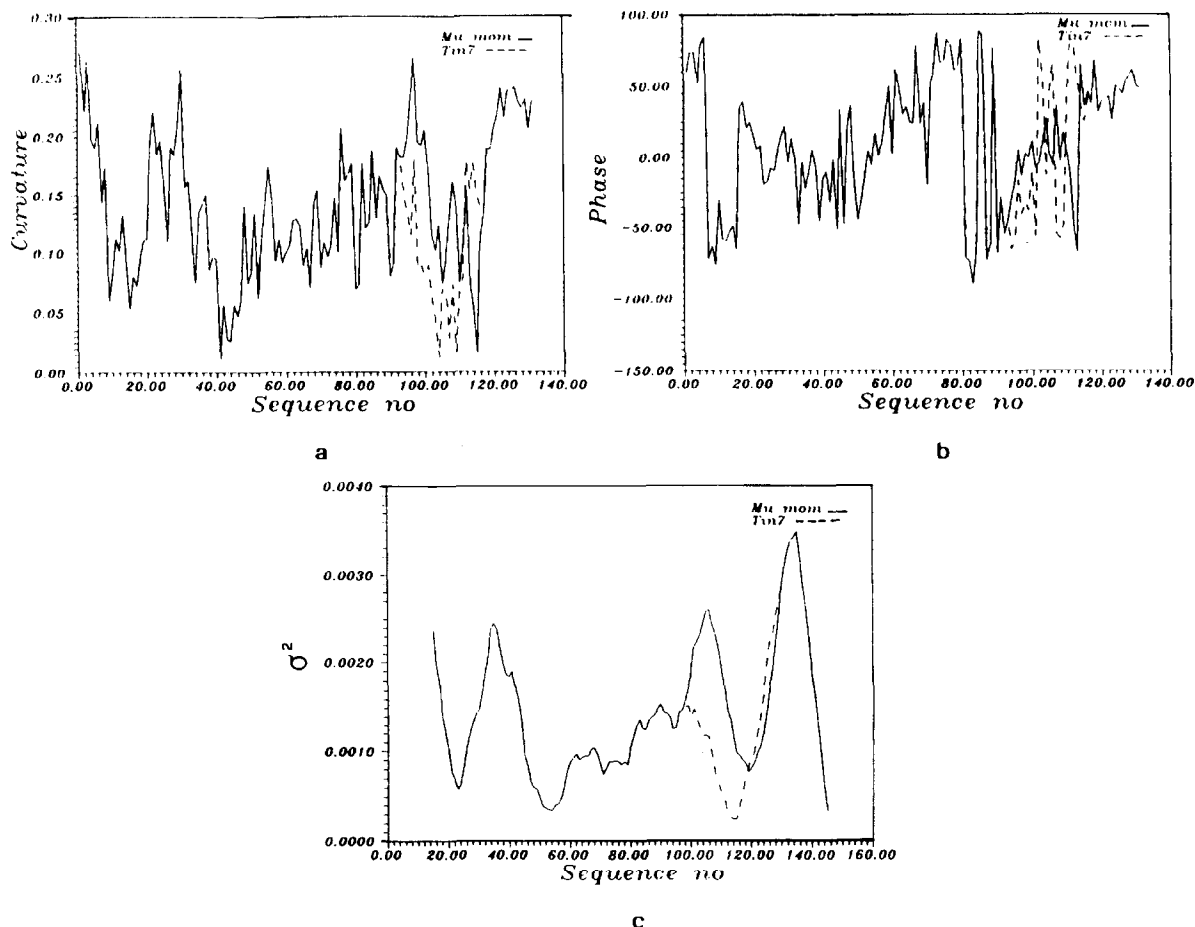 0.30
0.25
0.20
0.15
0.10
0.05
0.00
Curvature
Mu mom
Tin7
0.00 20.00 40.00 60.00 80.00 100.00 120.00 140.00
Sequence no
a
100.00
50.00
0.00
-50.00
-100.00
-150.00
Phase
Mu mom
Tin7
0.00 20.00 40.00 60.00 80.00 100.00 120.00 140.00
Sequence no
b
0.0040
0.0030
0.0020
0.0010
0.0000
σ²
Mu mom
Tin7
0.00 20.00 40.00 60.00 80.00 100.00 120.00 140.00 160.00
Sequence no
c